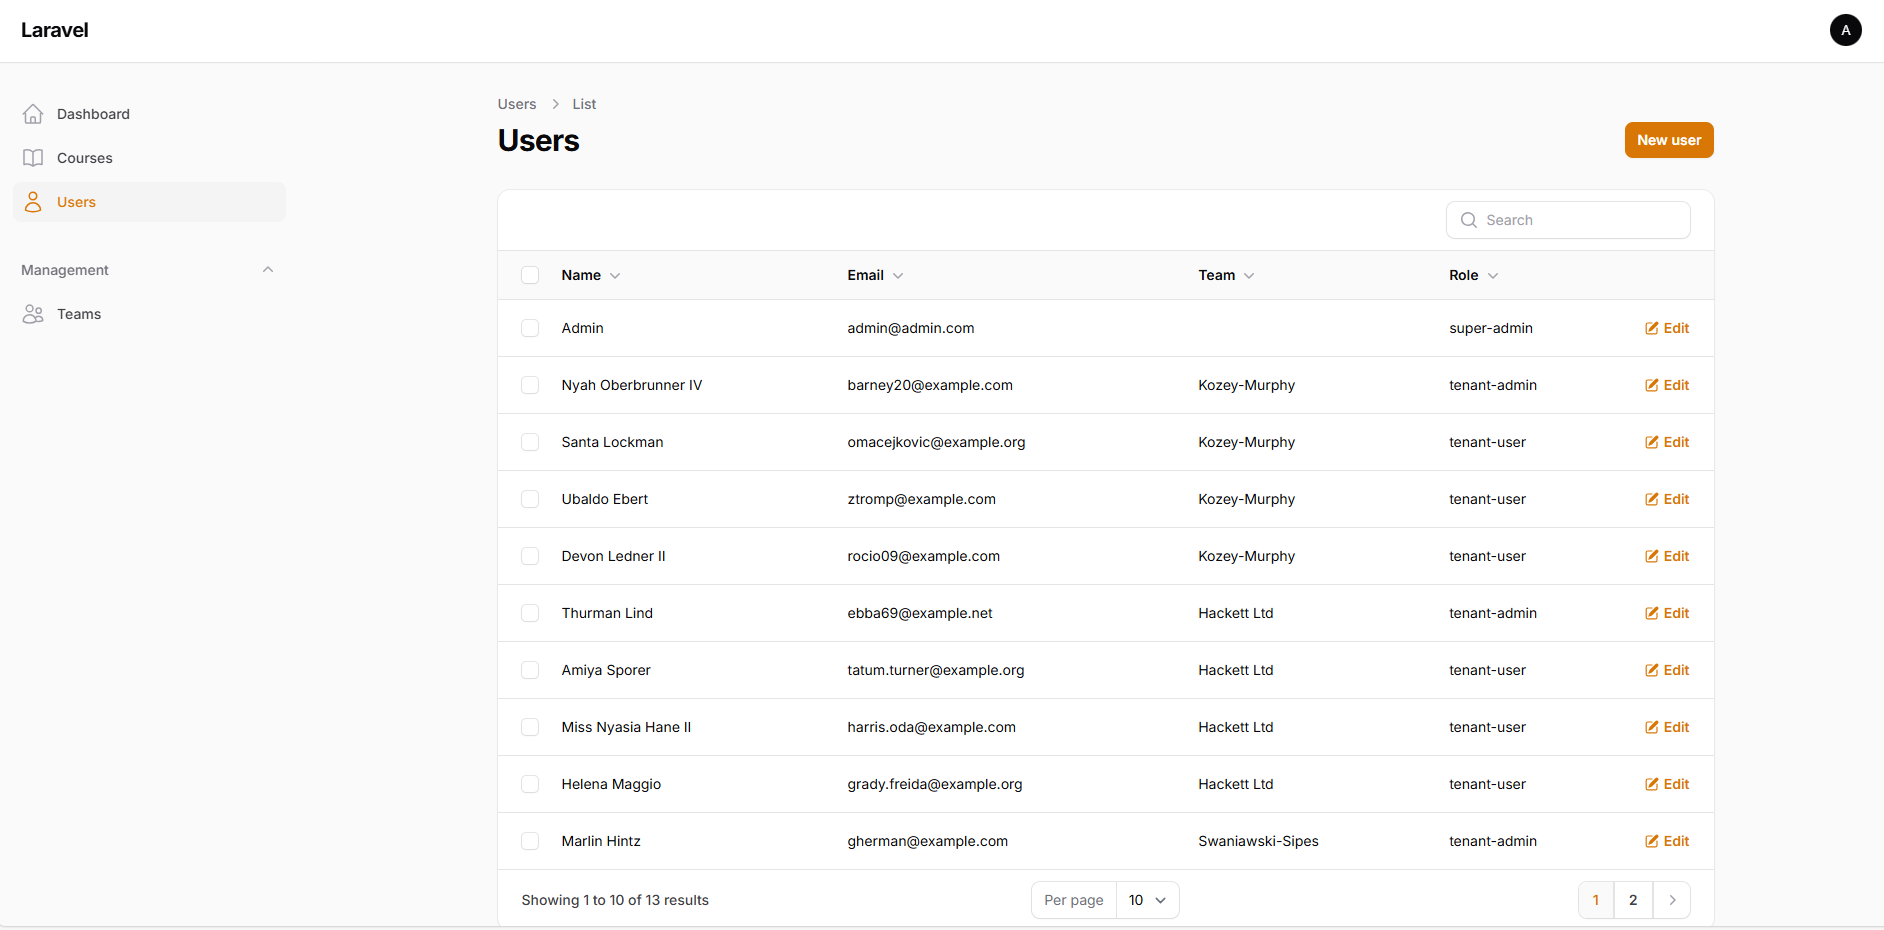 Laravel
A
Dashboard
Courses
Users
Management
Teams
Users > List
Users
New user
Search
Name Email Team Role
Admin admin@admin.com super-admin Edit
Nyah Oberbrunner IV barney20@example.com Kozey-Murphy tenant-admin Edit
Santa Lockman omacejkovic@example.org Kozey-Murphy tenant-user Edit
Ubaldo Ebert ztromp@example.com Kozey-Murphy tenant-user Edit
Devon Ledner II rocio09@example.com Kozey-Murphy tenant-user Edit
Thurman Lind ebba69@example.net Hackett Ltd tenant-admin Edit
Amiya Sporer tatum.turner@example.org Hackett Ltd tenant-user Edit
Miss Nyasia Hane II harris.oda@example.com Hackett Ltd tenant-user Edit
Helena Maggio grady.freida@example.org Hackett Ltd tenant-user Edit
Marlin Hintz gherman@example.com Swaniawski-Sipes tenant-admin Edit
Showing 1 to 10 of 13 results Per page 10 1 2